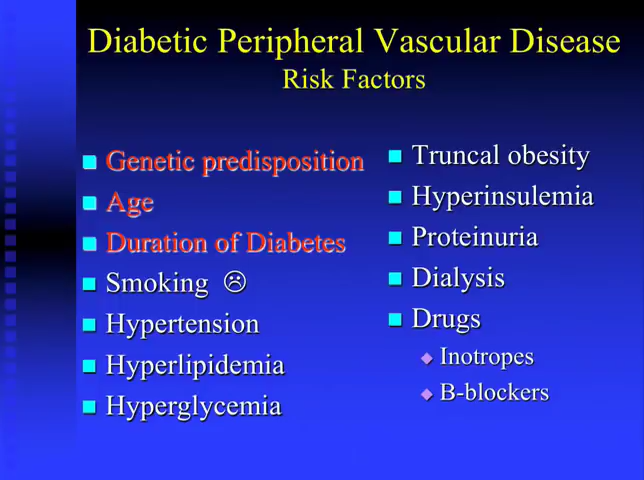 Diabetic Peripheral Vascular Disease
Risk Factors
Genetic predisposition
Age
Duration of Diabetes
Smoking ☹
Hypertension
Hyperlipidemia
Hyperglycemia
Truncal obesity
Hyperinsulemia
Proteinuria
Dialysis
Drugs
Inotropes
B-blockers